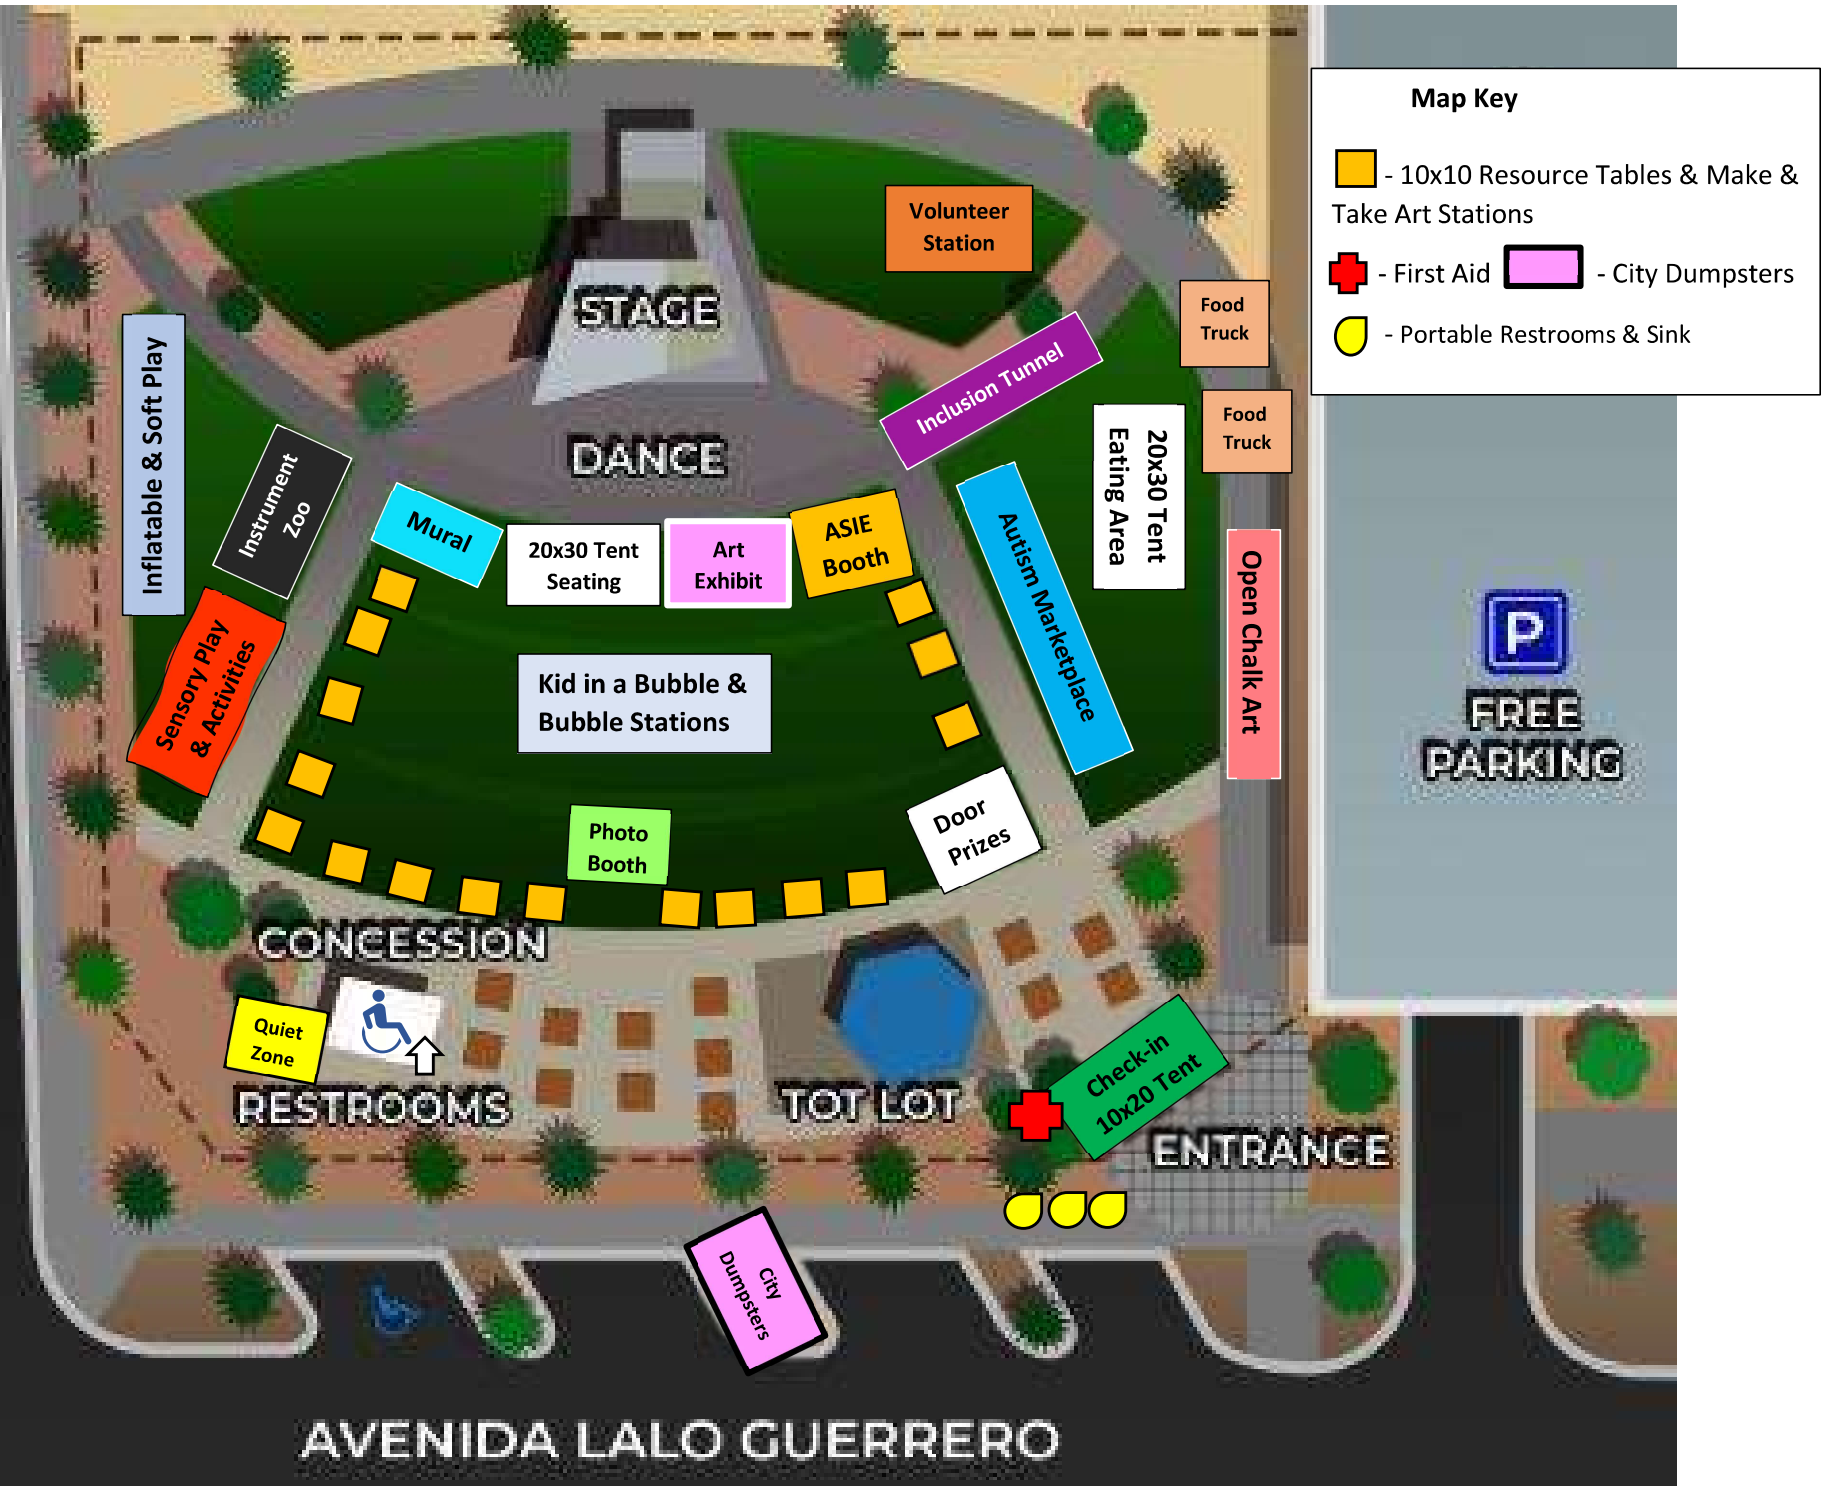 Map Key
- 10x10 Resource Tables & Make &
Take Art Stations
- First Aid
- City Dumpsters
- Portable Restrooms & Sink
Volunteer
Station
STAGE
Food
Truck
Food
Truck
Inclusion Tunnel
DANCE
20x30 Tent
Eating Area
Inflatable & Soft Play
Instrument
Zoo
Mural
20x30 Tent
Seating
Art
Exhibit
ASIE
Booth
Autism Marketplace
Open Chalk Art
Sensory Play
& Activities
Kid in a Bubble &
Bubble Stations
P
FREE
PARKING
Photo
Booth
Door
Prizes
CONCESSION
Quiet
Zone
RESTROOMS
TOT LOT
Check-in
10x20 Tent
ENTRANCE
City
Dumpsters
AVENIDA LALO GUERRERO